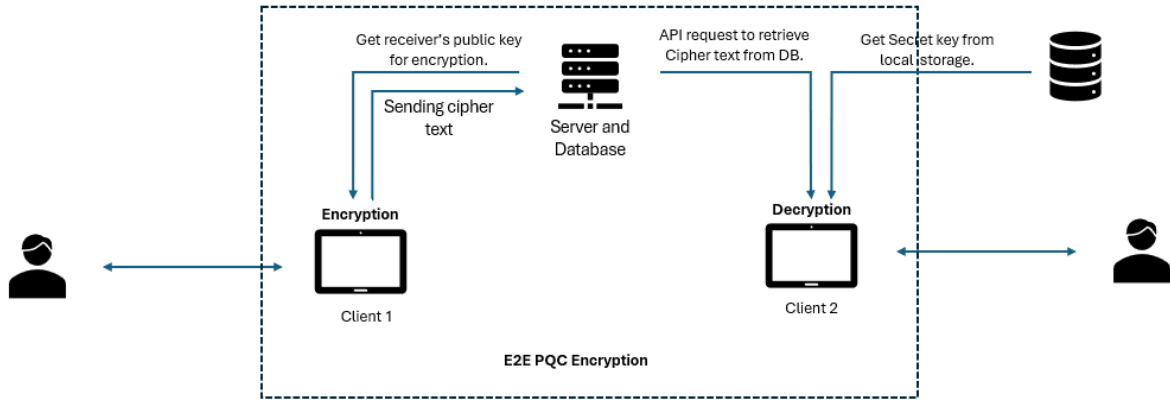 Get receiver's public key
for encryption.
Sending cipher
text
Server and
Database
API request to retrieve
Cipher text from DB.
Get Secret key from
local storage.
Encryption
Client 1
Decryption
Client 2
E2E PQC Encryption